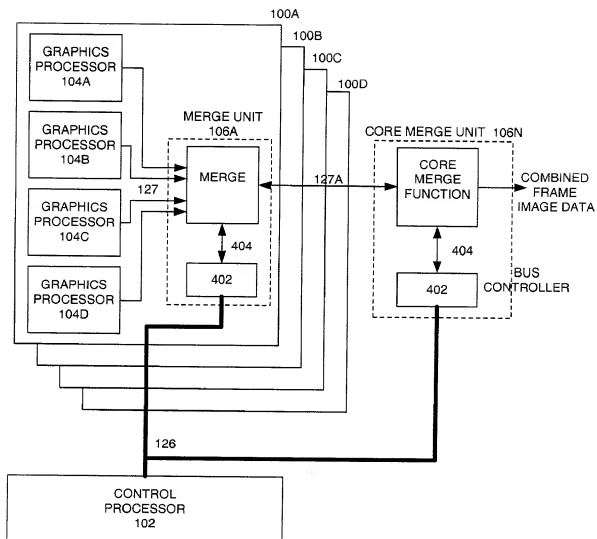 100A
100B
100C
100D
GRAPHICS
PROCESSOR
104A
GRAPHICS
PROCESSOR
104B
127
GRAPHICS
PROCESSOR
104C
GRAPHICS
PROCESSOR
104D
MERGE UNIT
106A
MERGE
404
402
127A
CORE MERGE UNIT 106N
CORE
MERGE
FUNCTION
COMBINED
FRAME
IMAGE DATA
404
402
BUS
CONTROLLER
126
CONTROL
PROCESSOR
102